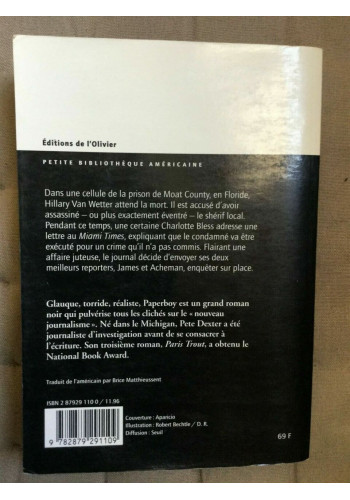 Éditions de l'Olivier
PETITE BIBLIOTHÈQUE AMÉRICAINE
Dans une cellule de la prison de Moat County, en Floride,
Hillary Van Wetter attend la mort. Il est accusé d'avoir
assassiné — ou plus exactement éventré — le shérif local.
Pendant ce temps, une certaine Charlotte Bless adresse une
lettre au Miami Times, expliquant que le condamné va être
exécuté pour un crime qu'il n'a pas commis. Flairant une
affaire juteuse, le journal décide d'envoyer ses deux
meilleurs reporters, James et Acheman, enquêter sur place.
Glauque, torride, réaliste, Paperboy est un grand roman
noir qui pulvérise tous les clichés sur le « nouveau
journalisme ». Né dans le Michigan, Pete Dexter a été
journaliste d'investigation avant de se consacrer à
l'écriture. Son troisième roman, Paris Trout, a obtenu le
National Book Award.
Traduit de l'américain par Brice Matthieussent
ISBN 2 87929 110 0 / 11.96
Couverture : Aparicio
Illustration : Robert Bechtle / D. R.
Diffusion : Seuil
9 782879 291109
69 F